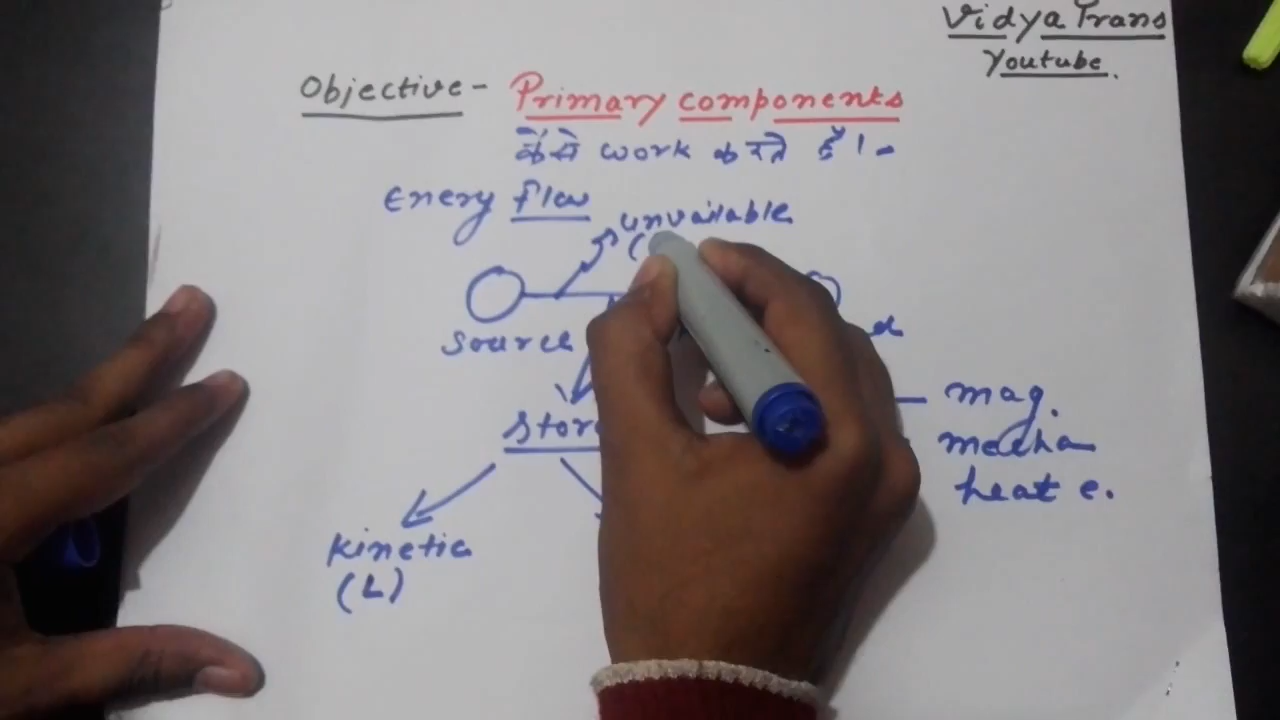 Vidya Trans
Youtube.
Objective - Primary components
कैसे work करते हैं।
Enery flow
unvailable
(
Source
mag.
mecha
heat e.
Kinetic
(L)